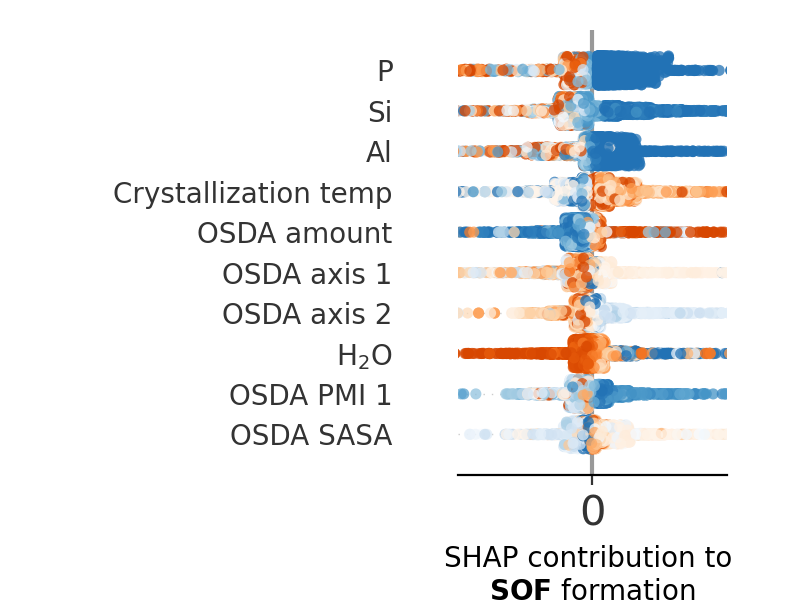 P
Si
Al
Crystallization temp
OSDA amount
OSDA axis 1
OSDA axis 2
H₂O
OSDA PMI 1
OSDA SASA
0
SHAP contribution to
SOF formation